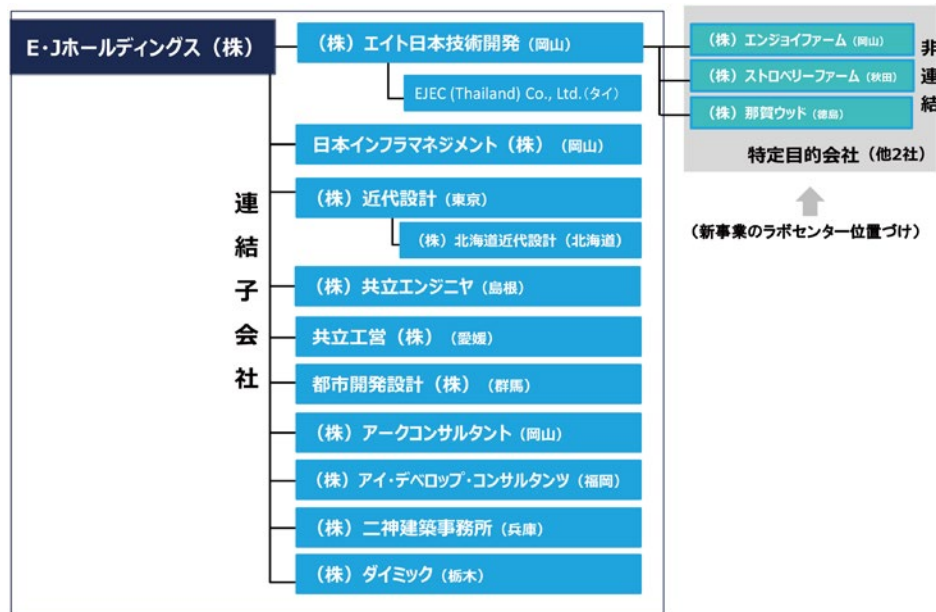 E・Jホールディングス（株）
（株）エイト日本技術開発（岡山）
EJEC (Thailand) Co., Ltd.（タイ）
日本インフラマネジメント（株）（岡山）
（株）近代設計（東京）
（株）北海道近代設計（北海道）
（株）共立エンジニヤ（島根）
共立工営（株）（愛媛）
都市開発設計（株）（群馬）
（株）アークコンサルタント（岡山）
（株）アイ・デベロップ・コンサルタンツ（福岡）
（株）二神建築事務所（兵庫）
（株）ダイミック（栃木）
連結子会社
（株）エンジョイファーム（岡山）
（株）ストロベリーファーム（秋田）
（株）那賀ウッド（徳島）
非連結
特定目的会社（他2社）
（新事業のラボセンター位置づけ）